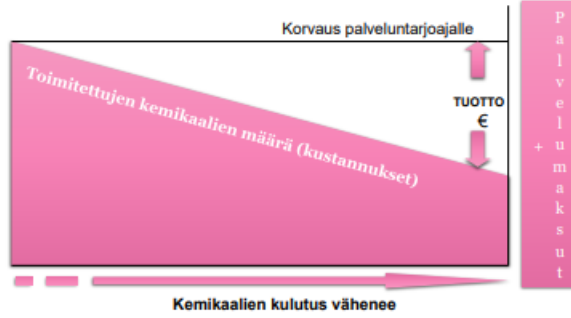 Korvaus palveluntarjoajalle
Toimitettujen kemikaalien määrä (kustannukset)
TUOTTO
€
+
Palvelumaksut
Kemikaalien kulutus vähenee